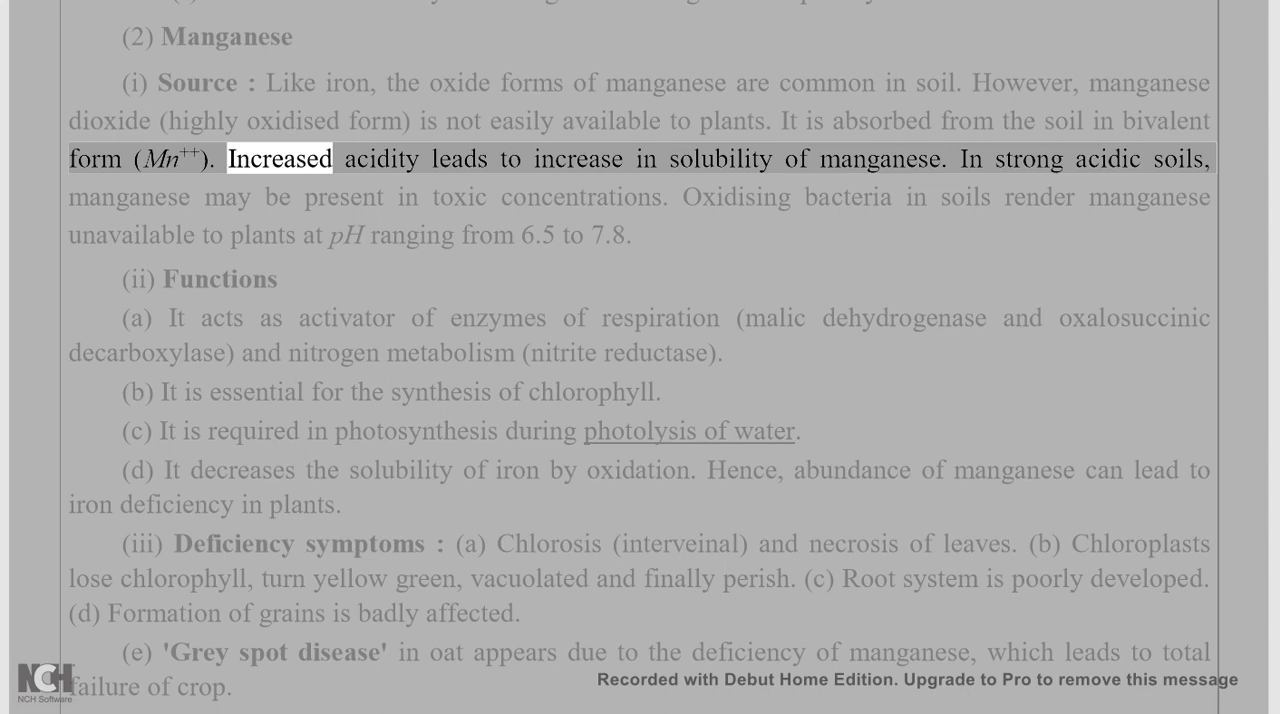 (2) Manganese
(i) Source : Like iron, the oxide forms of manganese are common in soil. However, manganese
dioxide (highly oxidised form) is not easily available to plants. It is absorbed from the soil in bivalent
form (Mn++). Increased acidity leads to increase in solubility of manganese. In strong acidic soils,
manganese may be present in toxic concentrations. Oxidising bacteria in soils render manganese
unavailable to plants at pH ranging from 6.5 to 7.8.
(ii) Functions
(a) It acts as activator of enzymes of respiration (malic dehydrogenase and oxalosuccinic
decarboxylase) and nitrogen metabolism (nitrite reductase).
(b) It is essential for the synthesis of chlorophyll.
(c) It is required in photosynthesis during photolysis of water.
(d) It decreases the solubility of iron by oxidation. Hence, abundance of manganese can lead to
iron deficiency in plants.
(iii) Deficiency symptoms : (a) Chlorosis (interveinal) and necrosis of leaves. (b) Chloroplasts
lose chlorophyll, turn yellow green, vacuolated and finally perish. (c) Root system is poorly developed.
(d) Formation of grains is badly affected.
(e) 'Grey spot disease' in oat appears due to the deficiency of manganese, which leads to total
failure of crop.
NCH
NCH Software
Recorded with Debut Home Edition. Upgrade to Pro to remove this message